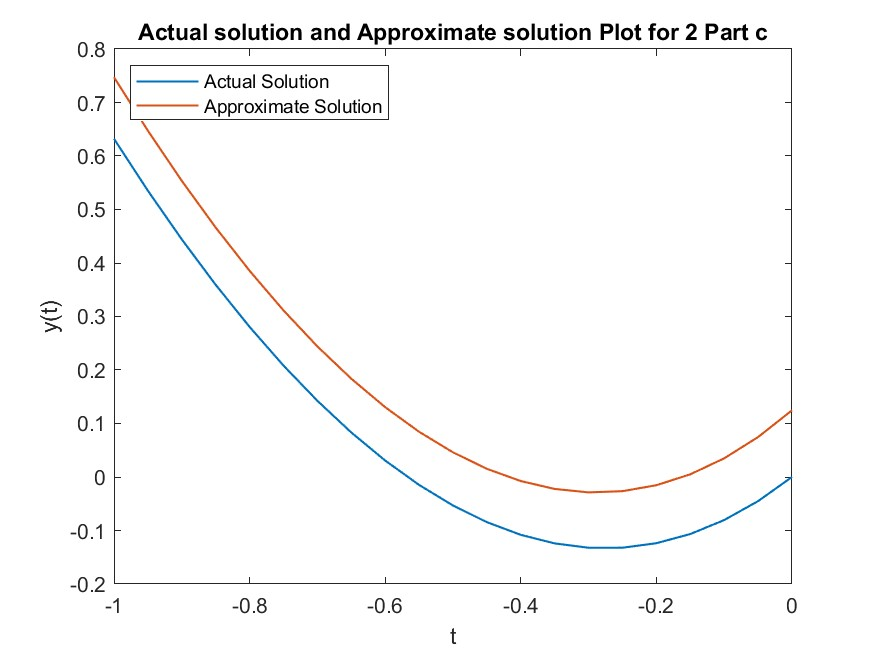 Actual solution and Approximate solution Plot for 2 Part c
Actual Solution
Approximate Solution
0.8
0.7
0.6
0.5
0.4
0.3
0.2
0.1
0
-0.1
-0.2
y(t)
-1 -0.8 -0.6 -0.4 -0.2 0
t